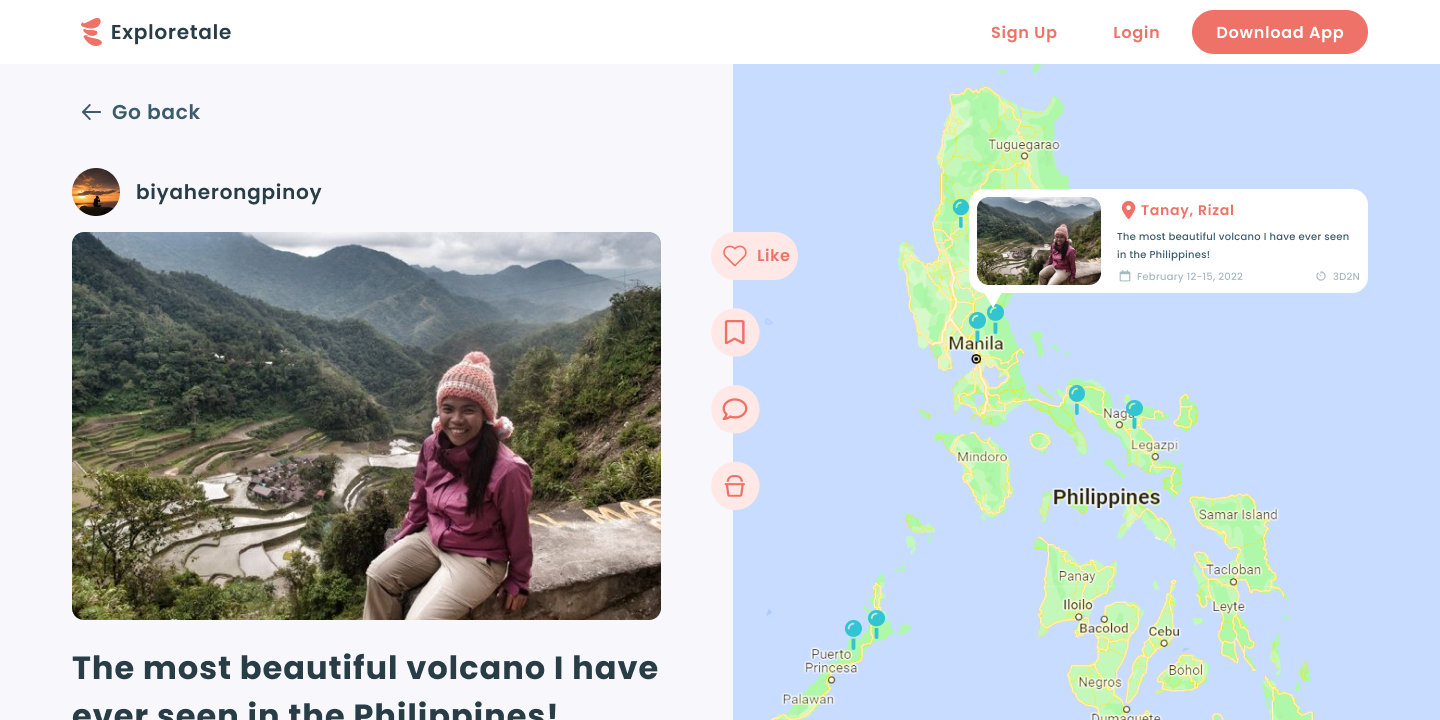 Exploretale
Sign Up
Login
Download App
Go back
biyaherongpinoy
The most beautiful volcano I have
ever seen in the Philippines!
Like
Tuguegarao
Tanay, Rizal
The most beautiful volcano I have ever seen
in the Philippines!
February 12-15, 2022
3D2N
Manila
Naga
Legazpi
Mindoro
Philippines
Samar Island
Panay
Tacloban
Iloilo
Leyte
Bacolod
Cebu
Puerto
Princesa
Bohol
Negros
Palawan
Dumaguete